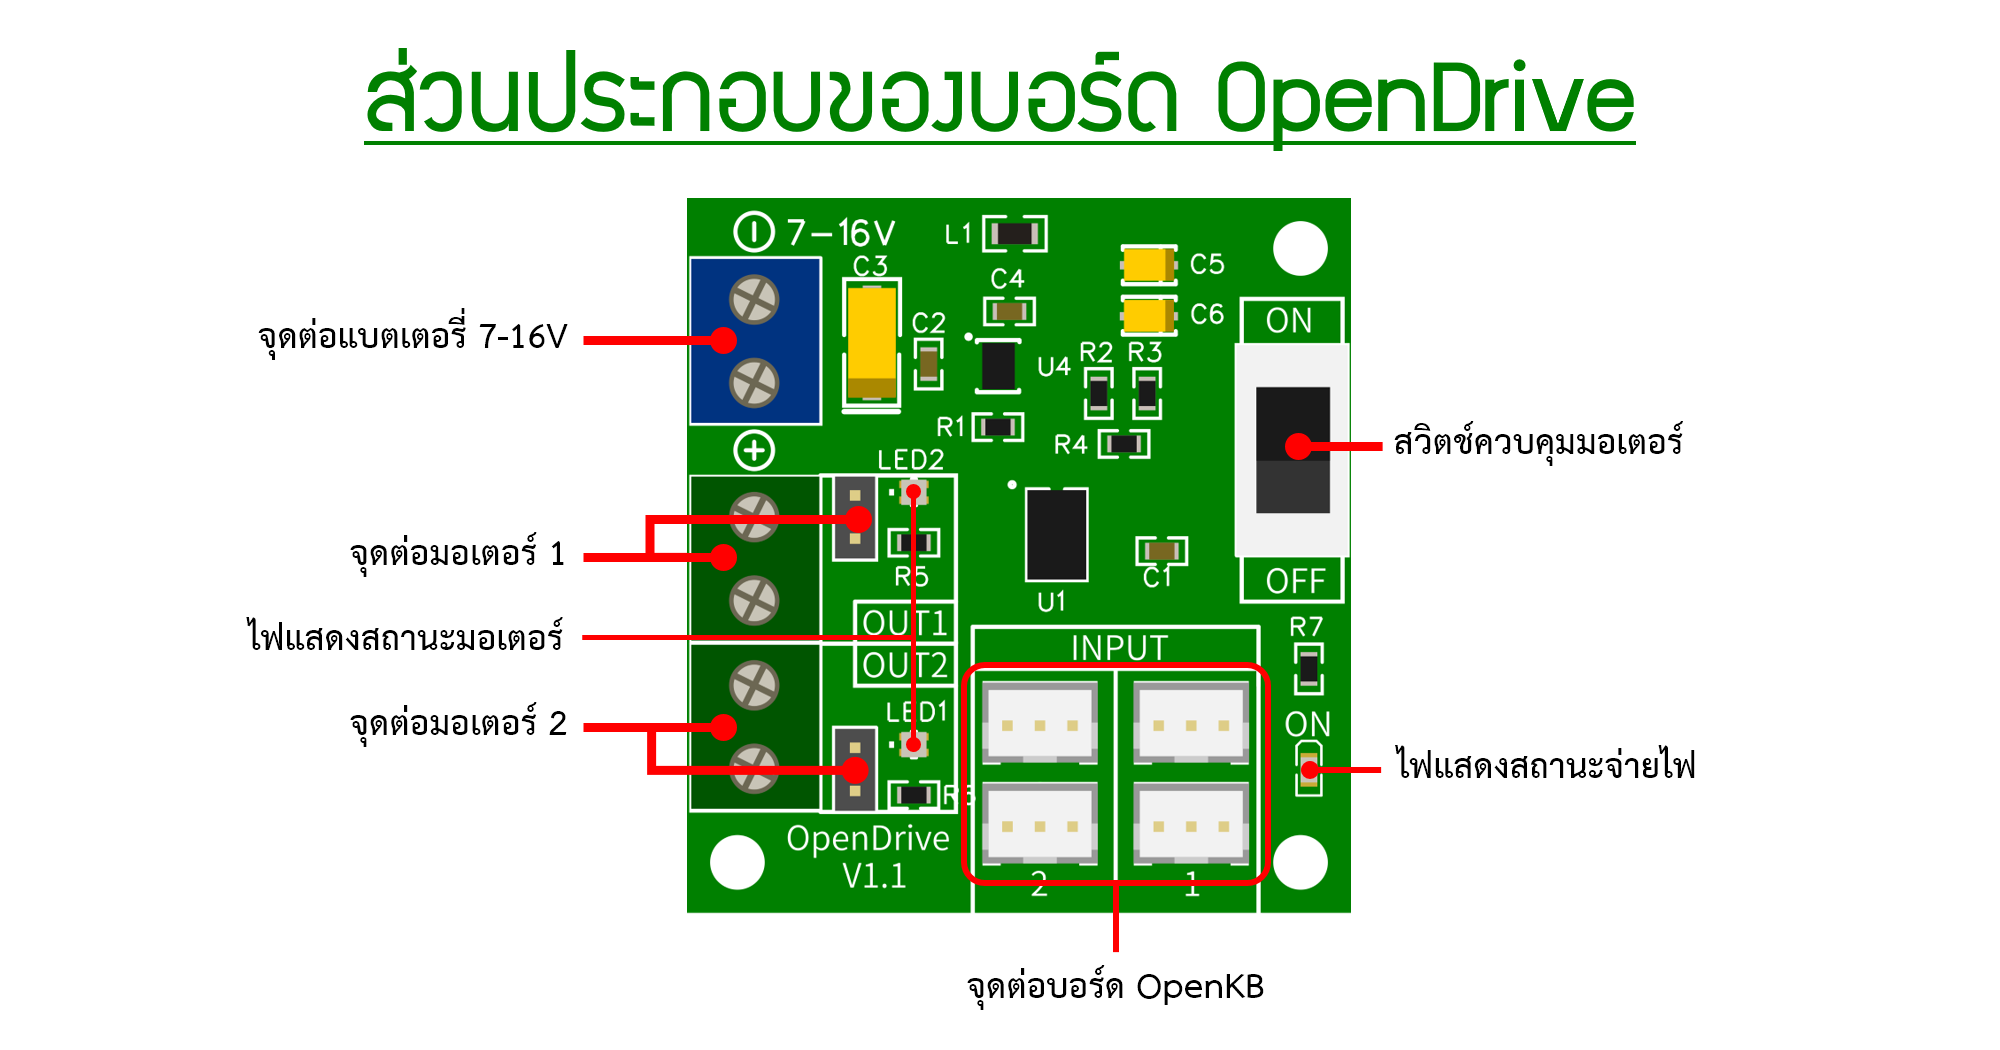 ส่วนประกอบของบอร์ด OpenDrive
7-16V
L1
C3
C4
C5
C6
C2
ON
จุดต่อแบตเตอรี่ 7-16V
U4
R2
R3
R1
R4
สวิตช์ควบคุมมอเตอร์
LED2
จุดต่อมอเตอร์ 1
R5
C1
OFF
U1
OUT1
ไฟแสดงสถานะมอเตอร์
INPUT
R7
OUT2
LED1
จุดต่อมอเตอร์ 2
ON
ไฟแสดงสถานะจ่ายไฟ
OpenDrive
V1.1
2
1
จุดต่อบอร์ด OpenKB